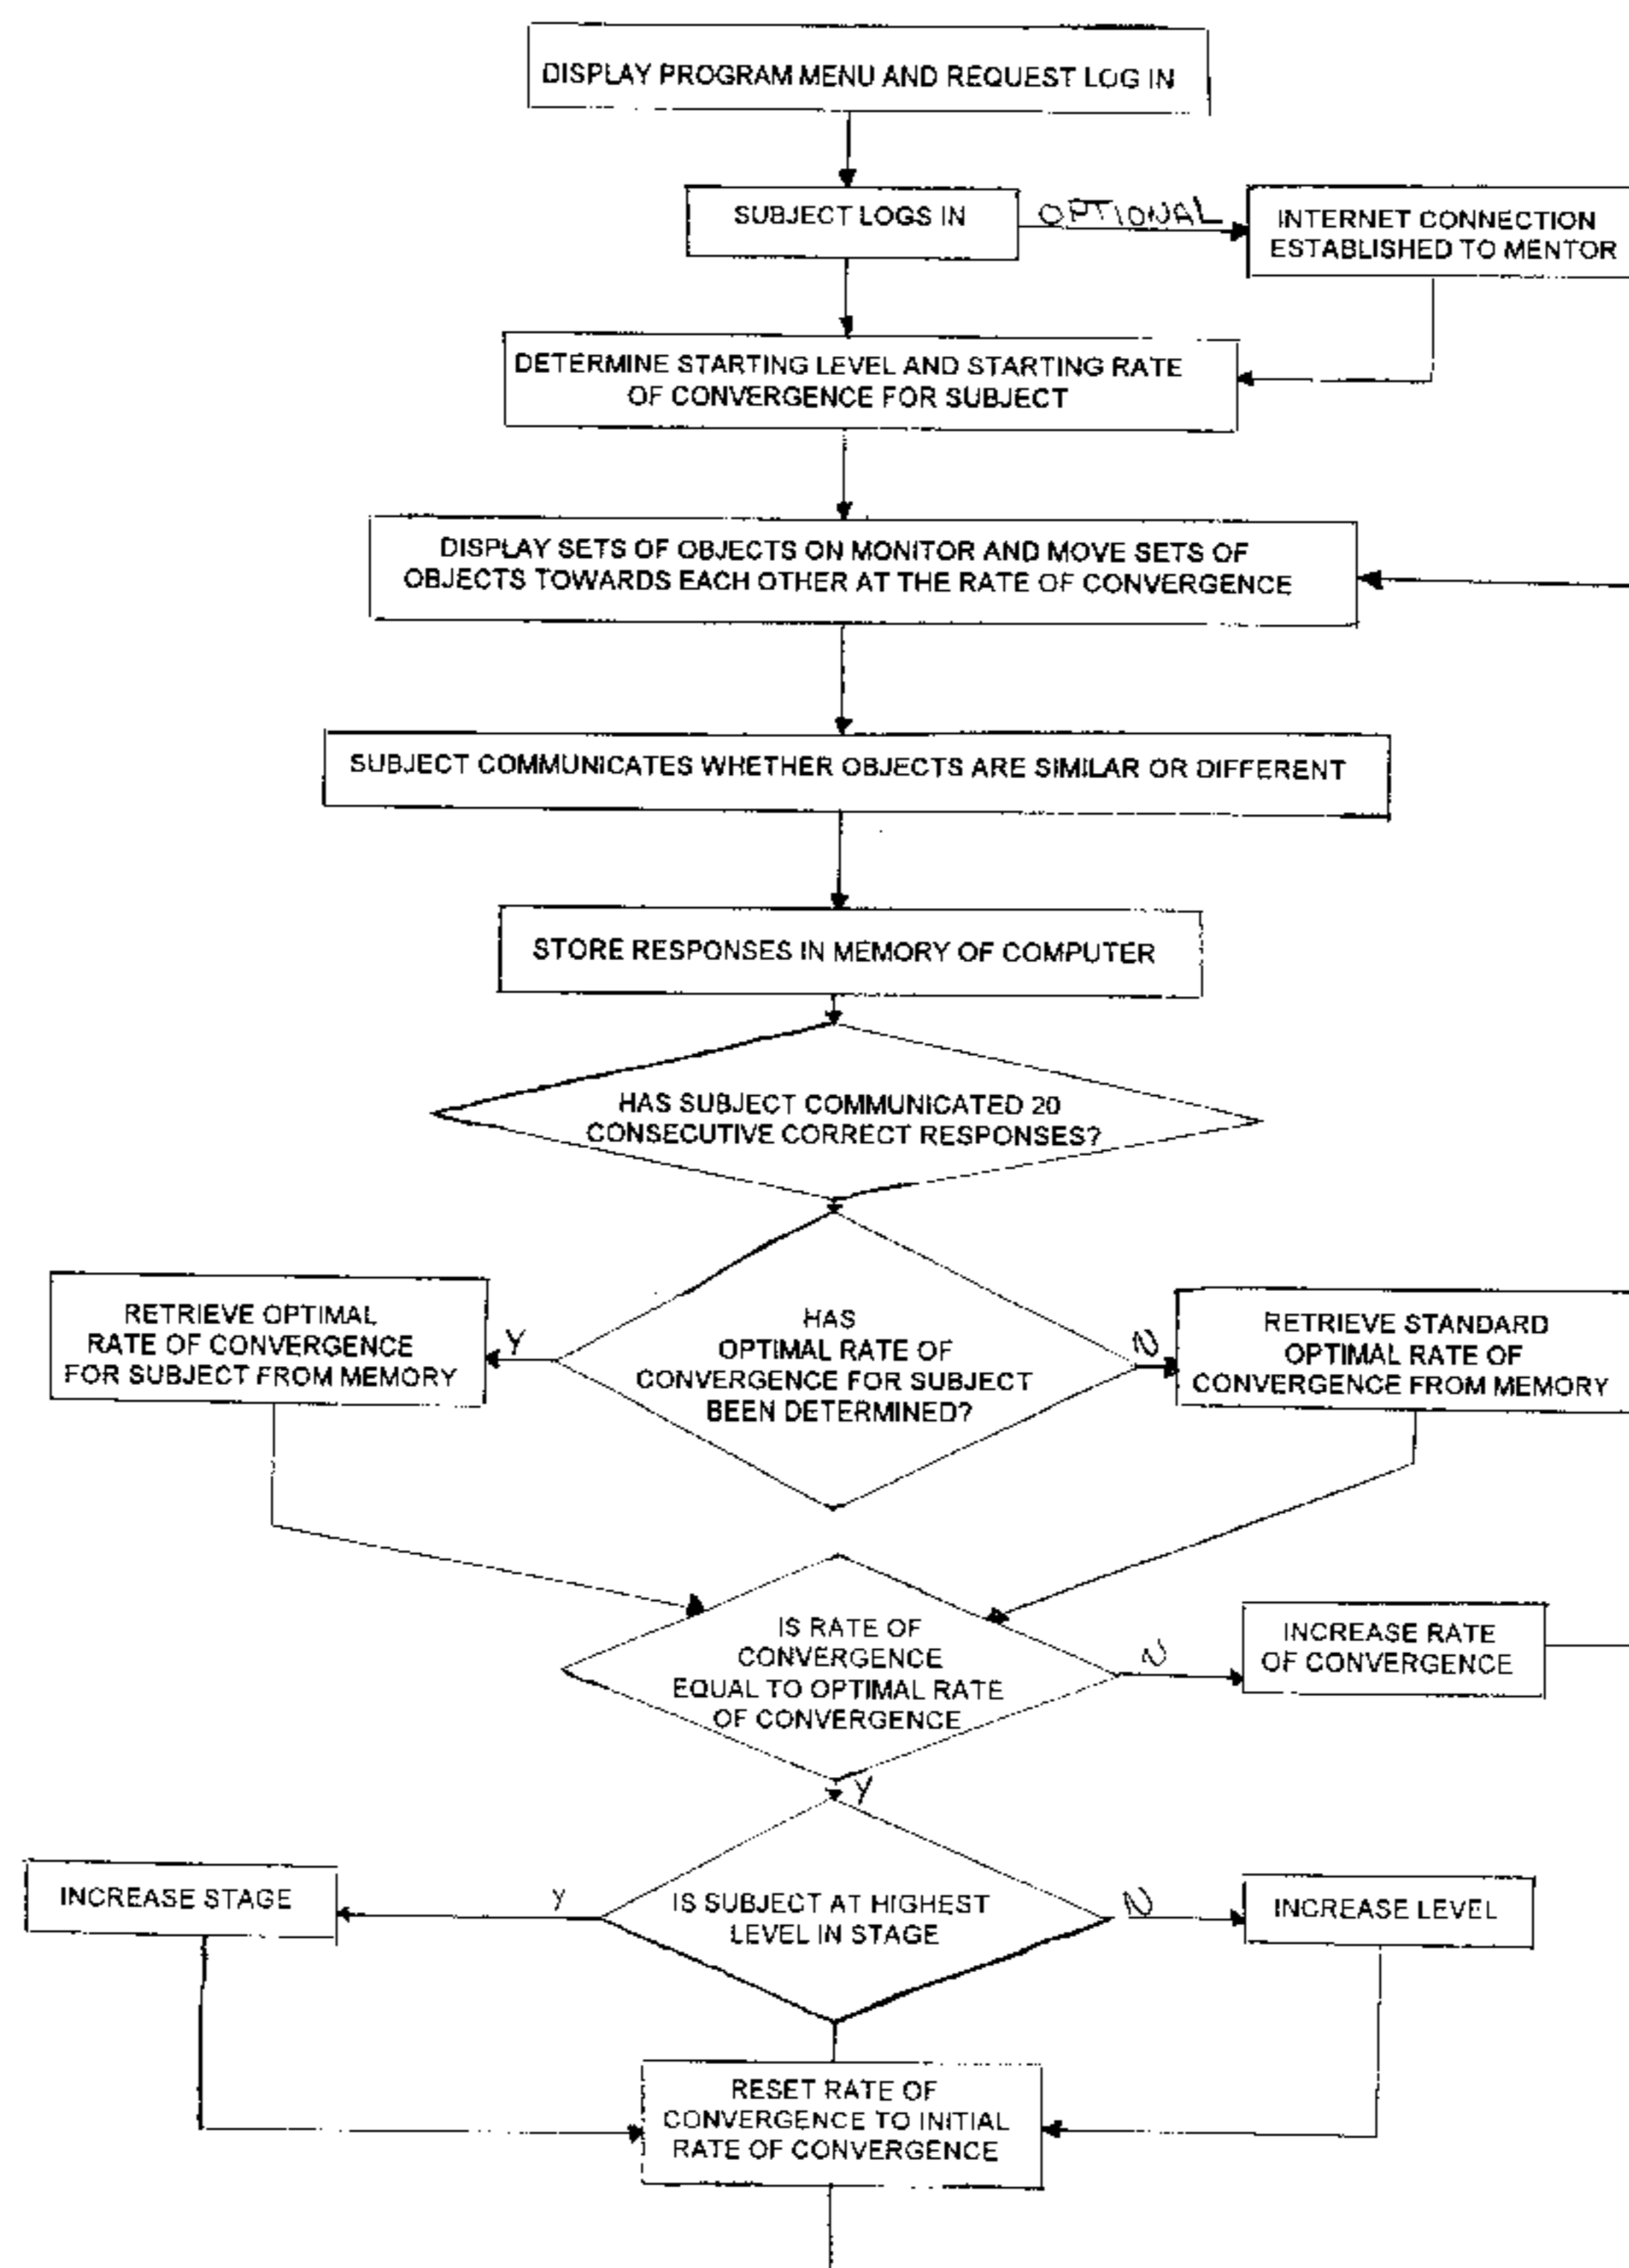 DISPLAY PROGRAM MENU AND REQUEST LOG IN
SUBJECT LOGS IN
OPTIONAL
INTERNET CONNECTION
ESTABLISHED TO MENTOR
DETERMINE STARTING LEVEL AND STARTING RATE
OF CONVERGENCE FOR SUBJECT
DISPLAY SETS OF OBJECTS ON MONITOR AND MOVE SETS OF
OBJECTS TOWARDS EACH OTHER AT THE RATE OF CONVERGENCE
SUBJECT COMMUNICATES WHETHER OBJECTS ARE SIMILAR OR DIFFERENT
STORE RESPONSES IN MEMORY OF COMPUTER
HAS SUBJECT COMMUNICATED 20
CONSECUTIVE CORRECT RESPONSES?
RETRIEVE OPTIMAL
RATE OF CONVERGENCE
FOR SUBJECT FROM MEMORY
Y
HAS
OPTIMAL RATE OF
CONVERGENCE FOR SUBJECT
BEEN DETERMINED?
N
RETRIEVE STANDARD
OPTIMAL RATE OF
CONVERGENCE FROM MEMORY
IS RATE OF
CONVERGENCE
EQUAL TO OPTIMAL RATE
OF CONVERGENCE
N
INCREASE RATE
OF CONVERGENCE
Y
INCREASE STAGE
Y
IS SUBJECT AT HIGHEST
LEVEL IN STAGE
N
INCREASE LEVEL
RESET RATE OF
CONVERGENCE TO INITIAL
RATE OF CONVERGENCE